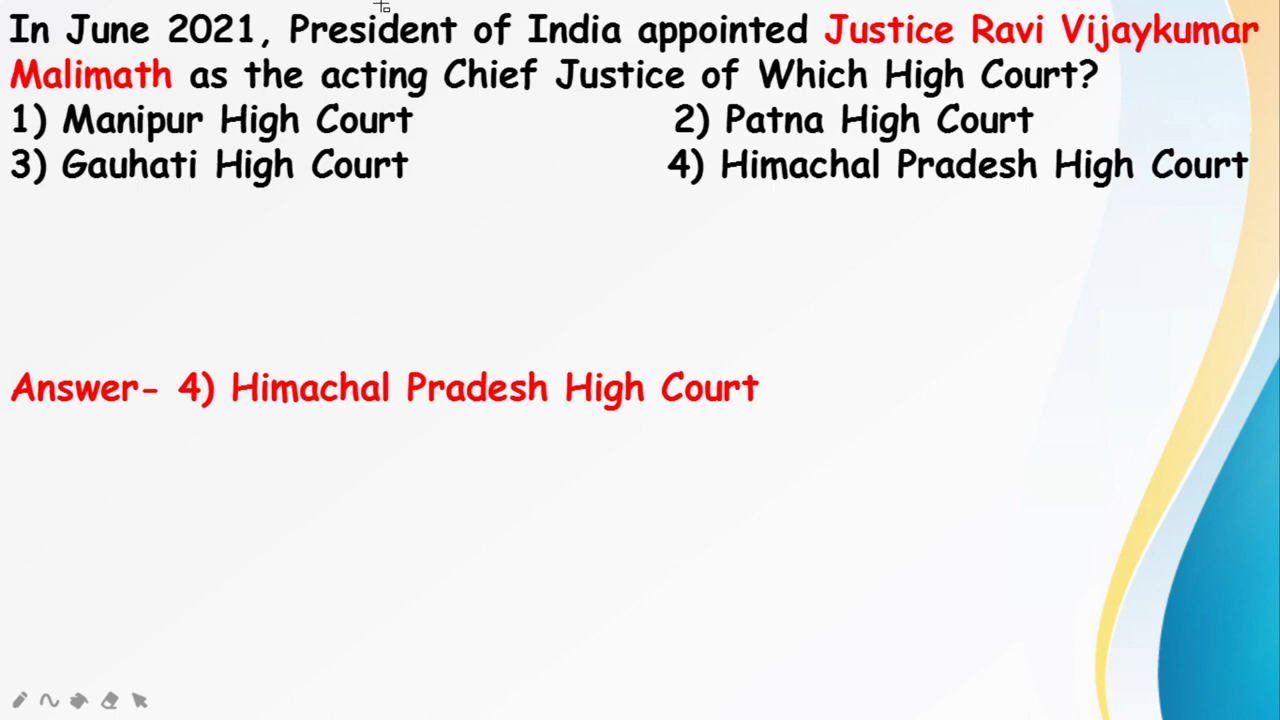 In June 2021, President of India appointed Justice Ravi Vijaykumar
Malimath as the acting Chief Justice of Which High Court?
1) Manipur High Court 2) Patna High Court
3) Gauhati High Court 4) Himachal Pradesh High Court
Answer- 4) Himachal Pradesh High Court